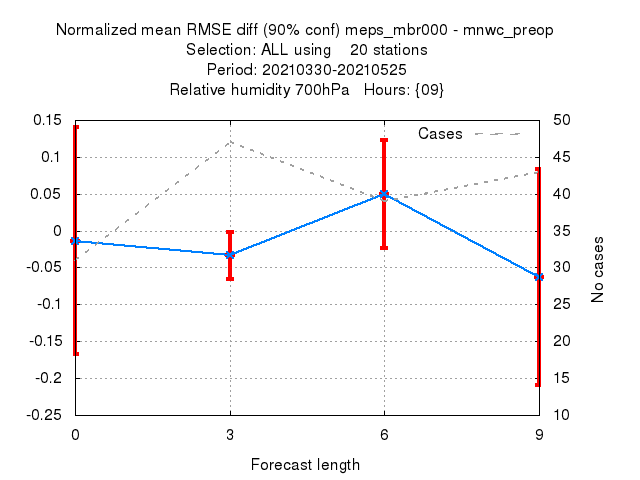 Normalized mean RMSE diff (90% conf) meps_mbr000 - mnwc_preop
Selection: ALL using    20 stations
Period: 20210330-20210525
Relative humidity 700hPa   Hours: {09}
Cases
0.15
0.1
0.05
0
-0.05
-0.1
-0.15
-0.2
-0.25
50
45
40
35
30
25
20
15
10
No cases
0 3 6 9
Forecast length